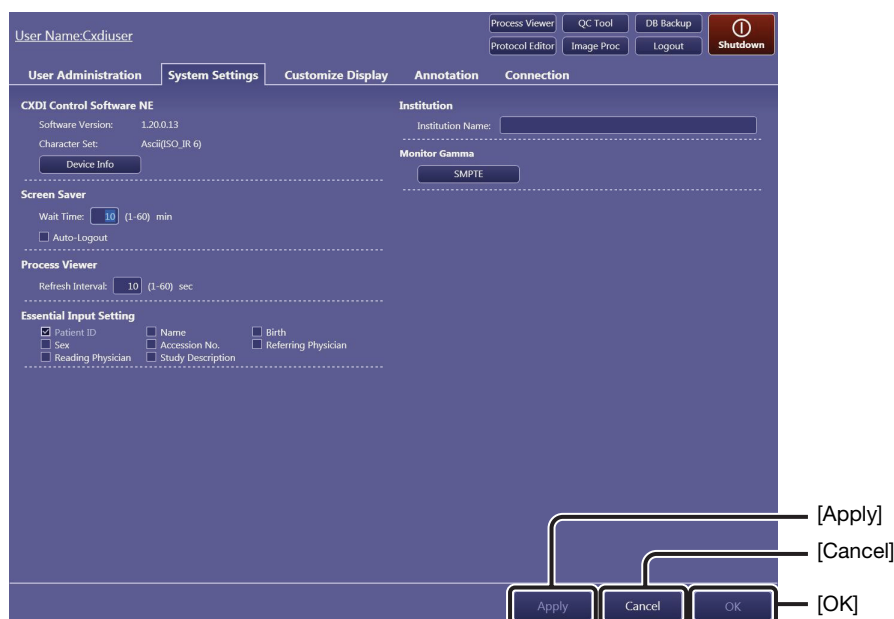 User Name:Cxdiuser
Process Viewer QC Tool DB Backup
Protocol Editor Image Proc Logout
Shutdown
User Administration System Settings Customize Display Annotation Connection
CXDI Control Software NE
Software Version: 1.20.0.13
Character Set: Ascii(ISO_IR 6)
Device Info
Screen Saver
Wait Time: 10 (1-60) min
Auto-Logout
Process Viewer
Refresh Interval: 10 (1-60) sec
Essential Input Setting
Patient ID Name Birth
Sex Accession No. Referring Physician
Reading Physician Study Description
Institution
Institution Name:
Monitor Gamma
SMPTE
Apply Cancel OK
[Apply]
[Cancel]
[OK]